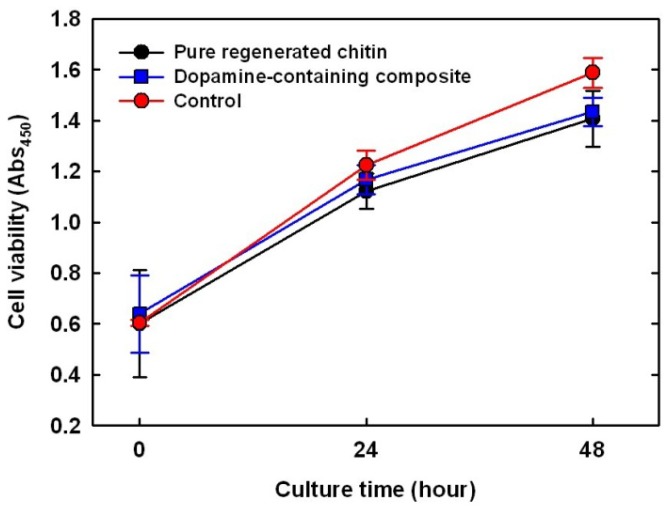 1.8
1.6
1.4
1.2
1.0
0.8
0.6
0.4
0.2
Cell viability (Abs450)
Pure regenerated chitin
Dopamine-containing composite
Control
0 24 48
Culture time (hour)